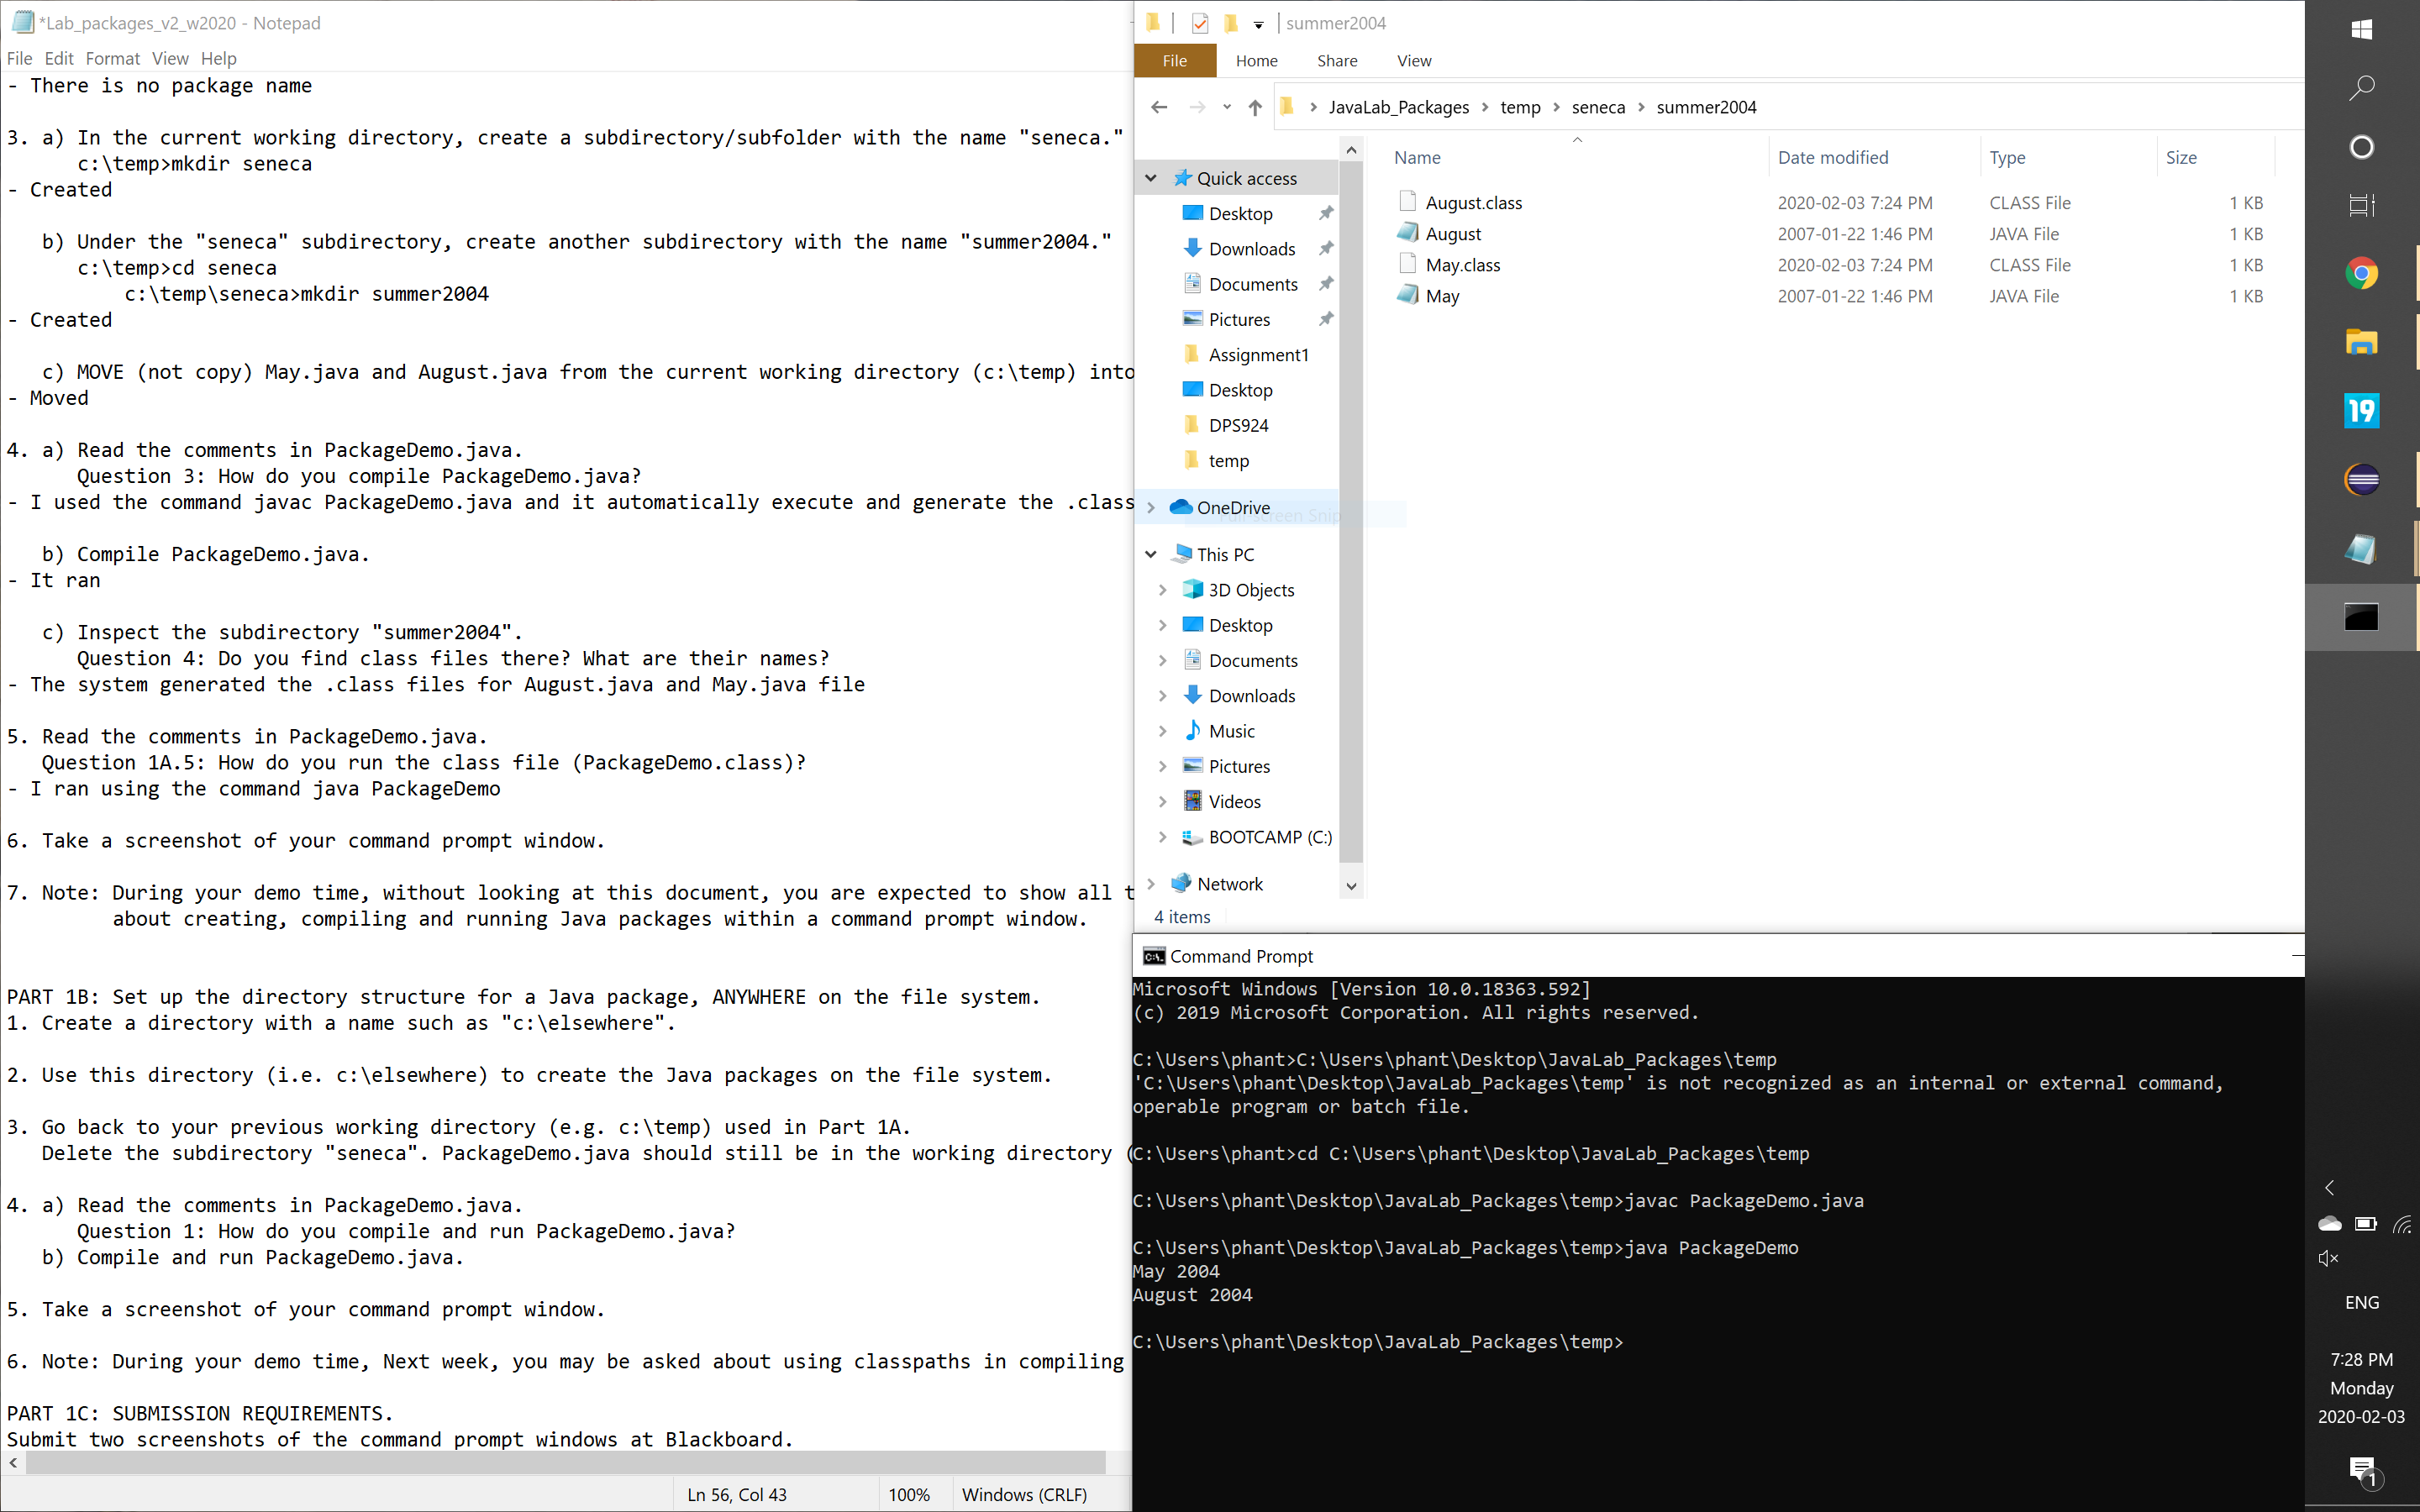 *Lab_packages_v2_w2020 - Notepad
File Edit Format View Help
- There is no package name
3. a) In the current working directory, create a subdirectory/subfolder with the name "seneca."
c:\temp>mkdir seneca
- Created
b) Under the "seneca" subdirectory, create another subdirectory with the name "summer2004."
c:\temp>cd seneca
c:\temp\seneca>mkdir summer2004
- Created
c) MOVE (not copy) May.java and August.java from the current working directory (c:\temp) into
- Moved
4. a) Read the comments in PackageDemo.java.
Question 3: How do you compile PackageDemo.java?
- I used the command javac PackageDemo.java and it automatically execute and generate the .class
b) Compile PackageDemo.java.
- It ran
c) Inspect the subdirectory "summer2004".
Question 4: Do you find class files there? What are their names?
- The system generated the .class files for August.java and May.java file
5. Read the comments in PackageDemo.java.
Question 1A.5: How do you run the class file (PackageDemo.class)?
- I ran using the command java PackageDemo
6. Take a screenshot of your command prompt window.
7. Note: During your demo time, without looking at this document, you are expected to show all t
about creating, compiling and running Java packages within a command prompt window.
PART 1B: Set up the directory structure for a Java package, ANYWHERE on the file system.
1. Create a directory with a name such as "c:\elsewhere".
2. Use this directory (i.e. c:\elsewhere) to create the Java packages on the file system.
3. Go back to your previous working directory (e.g. c:\temp) used in Part 1A.
Delete the subdirectory "seneca". PackageDemo.java should still be in the working directory (
4. a) Read the comments in PackageDemo.java.
Question 1: How do you compile and run PackageDemo.java?
b) Compile and run PackageDemo.java.
5. Take a screenshot of your command prompt window.
6. Note: During your demo time, Next week, you may be asked about using classpaths in compiling
PART 1C: SUBMISSION REQUIREMENTS.
Submit two screenshots of the command prompt windows at Blackboard.
Ln 56, Col 43 100% Windows (CRLF)
summer2004
File Home Share View
JavaLab_Packages temp seneca summer2004
Name Date modified Type Size
August.class 2020-02-03 7:24 PM CLASS File 1 KB
August 2007-01-22 1:46 PM JAVA File 1 KB
May.class 2020-02-03 7:24 PM CLASS File 1 KB
May 2007-01-22 1:46 PM JAVA File 1 KB
Quick access
Desktop
Downloads
Documents
Pictures
Assignment1
Desktop
DPS924
temp
OneDrive
Full-screen Snip
This PC
3D Objects
Desktop
Documents
Downloads
Music
Pictures
Videos
BOOTCAMP (C:)
Network
4 items
Command Prompt
Microsoft Windows [Version 10.0.18363.592]
(c) 2019 Microsoft Corporation. All rights reserved.
C:\Users\phant>C:\Users\phant\Desktop\JavaLab_Packages\temp
'C:\Users\phant\Desktop\JavaLab_Packages\temp' is not recognized as an internal or external command,
operable program or batch file.
C:\Users\phant>cd C:\Users\phant\Desktop\JavaLab_Packages\temp
C:\Users\phant\Desktop\JavaLab_Packages\temp>javac PackageDemo.java
C:\Users\phant\Desktop\JavaLab_Packages\temp>java PackageDemo
May 2004
August 2004
C:\Users\phant\Desktop\JavaLab_Packages\temp>
19
ENG
7:28 PM
Monday
2020-02-03
1